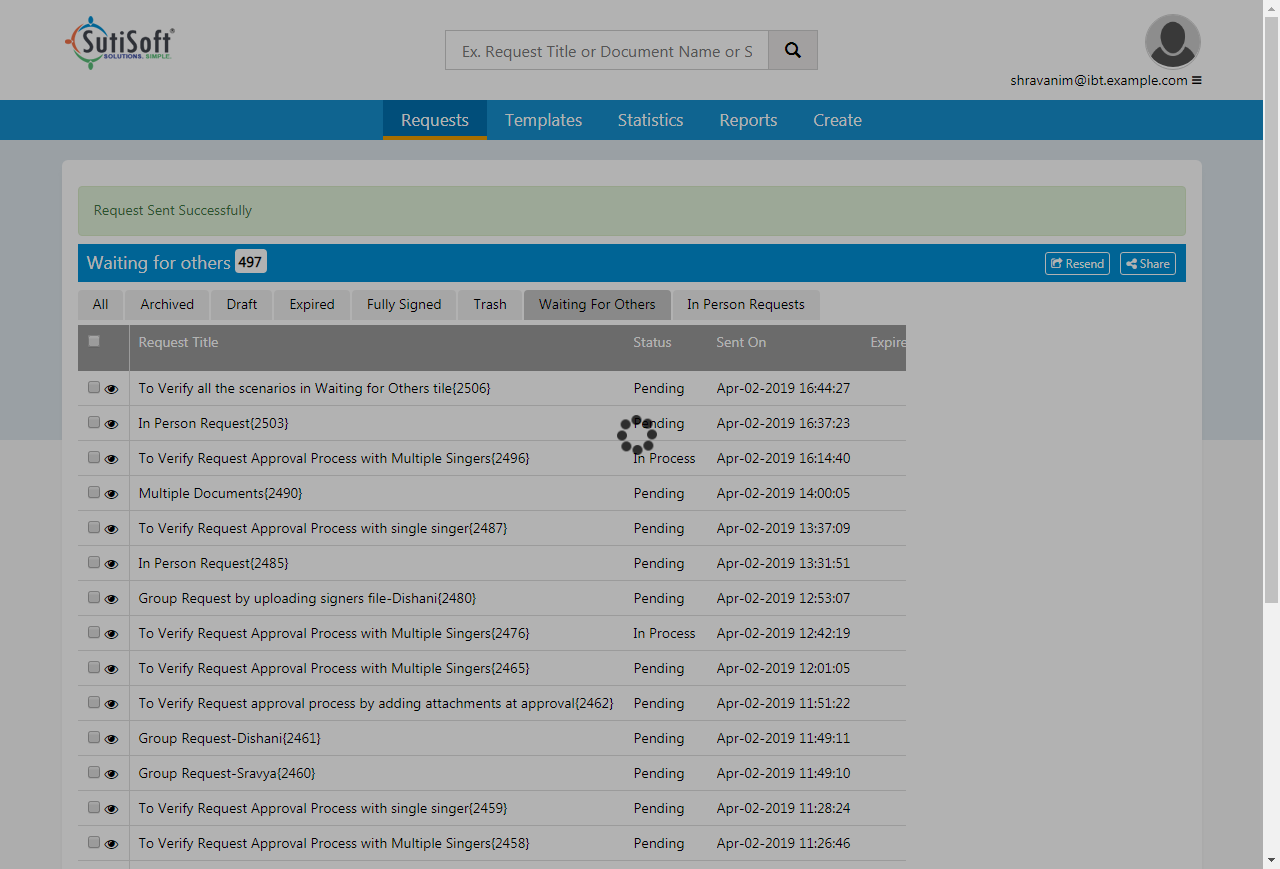 SutiSoft®
SOLUTIONS. SIMPLE.
Ex. Request Title or Document Name or S
shravanim@ibt.example.com
Requests Templates Statistics Reports Create
Request Sent Successfully
Waiting for others 497 Resend Share
All Archived Draft Expired Fully Signed Trash Waiting For Others In Person Requests
Request Title Status Sent On Expire
To Verify all the scenarios in Waiting for Others tile{2506} Pending Apr-02-2019 16:44:27
In Person Request{2503} Pending Apr-02-2019 16:37:23
To Verify Request Approval Process with Multiple Singers{2496} In Process Apr-02-2019 16:14:40
Multiple Documents{2490} Pending Apr-02-2019 14:00:05
To Verify Request Approval Process with single singer{2487} Pending Apr-02-2019 13:37:09
In Person Request{2485} Pending Apr-02-2019 13:31:51
Group Request by uploading signers file-Dishani{2480} Pending Apr-02-2019 12:53:07
To Verify Request Approval Process with Multiple Singers{2476} In Process Apr-02-2019 12:42:19
To Verify Request Approval Process with Multiple Singers{2465} Pending Apr-02-2019 12:01:05
To Verify Request approval process by adding attachments at approval{2462} Pending Apr-02-2019 11:51:22
Group Request-Dishani{2461} Pending Apr-02-2019 11:49:11
Group Request-Sravya{2460} Pending Apr-02-2019 11:49:10
To Verify Request Approval Process with single singer{2459} Pending Apr-02-2019 11:28:24
To Verify Request Approval Process with Multiple Singers{2458} Pending Apr-02-2019 11:26:46